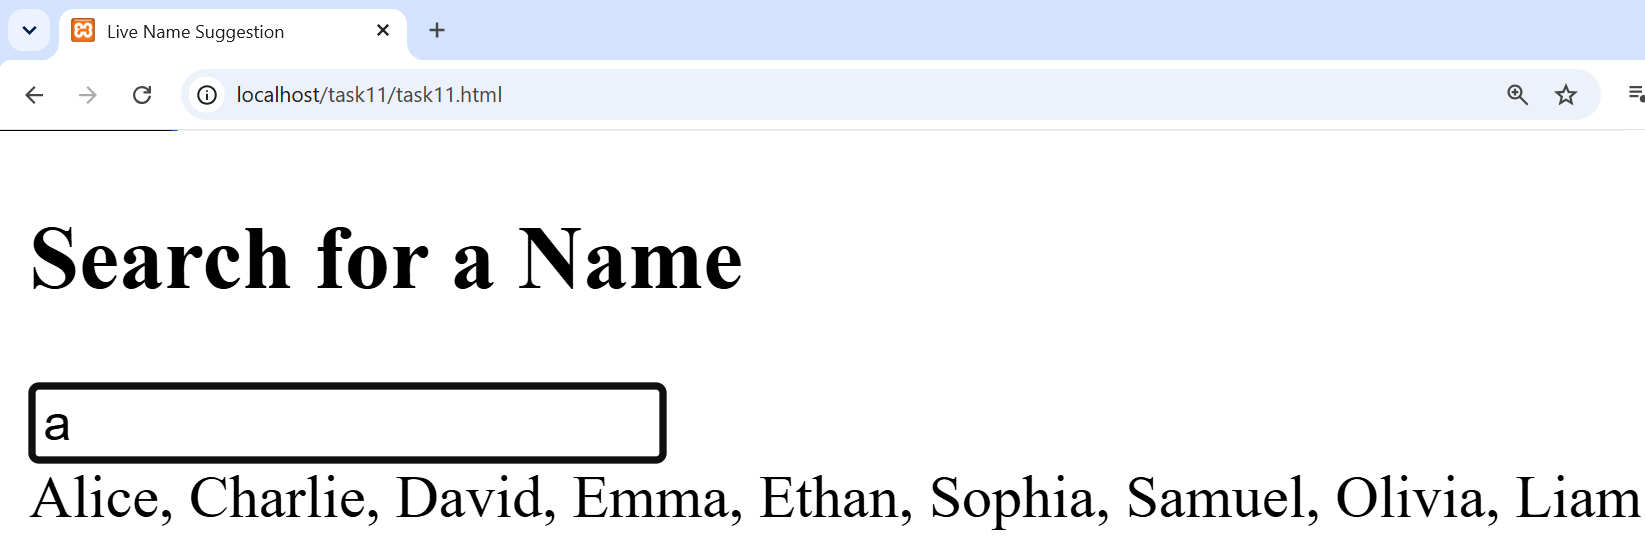 Live Name Suggestion
localhost/task11/task11.html
Search for a Name
a
Alice, Charlie, David, Emma, Ethan, Sophia, Samuel, Olivia, Liam